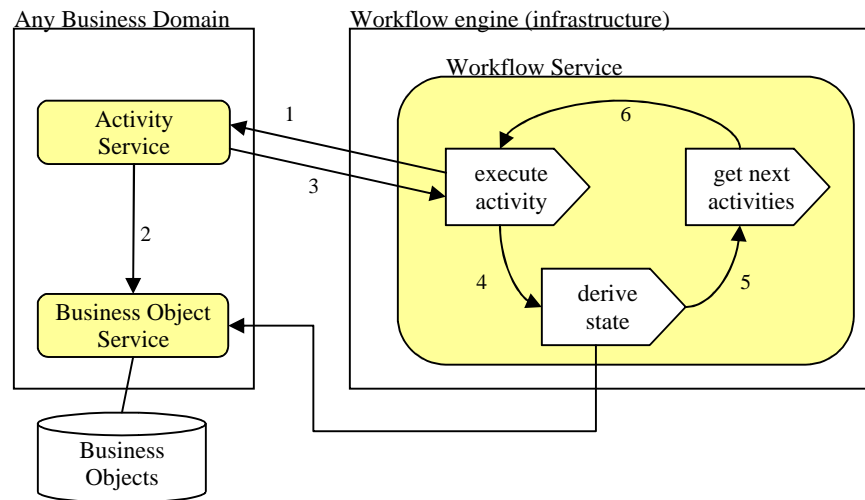 Any Business Domain
Workflow engine (infrastructure)
Workflow Service
Activity
Service
1
3
6
execute
activity
get next
activities
2
4
5
derive
state
Business Object
Service
Business
Objects